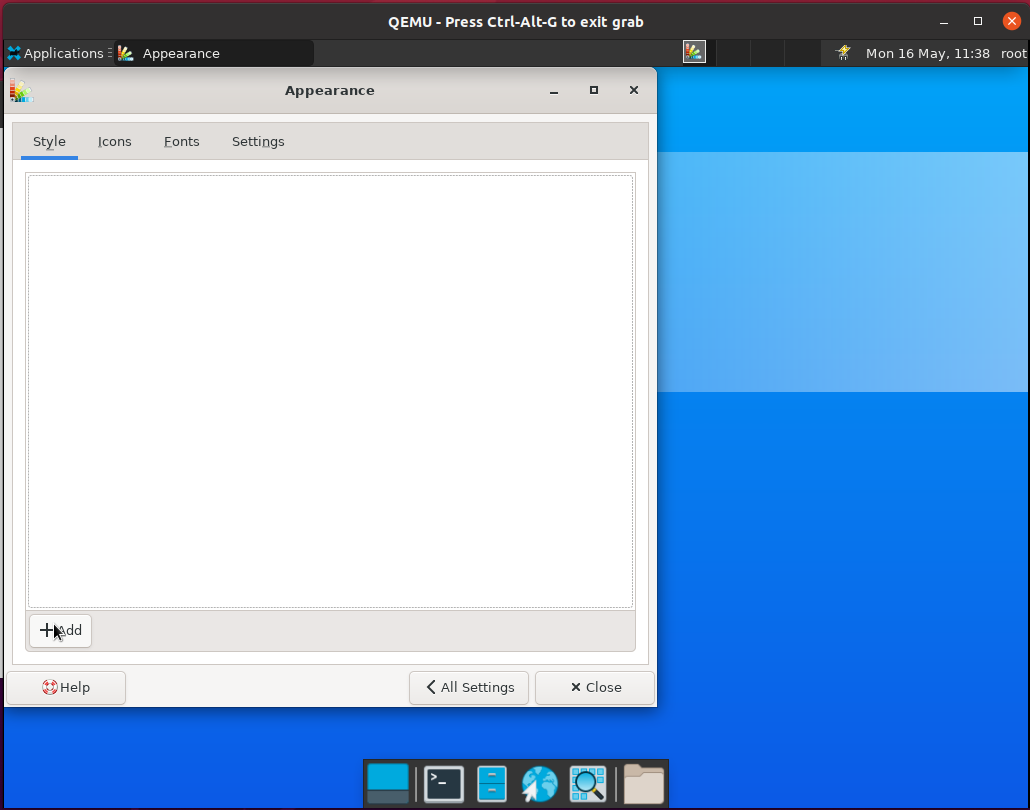 QEMU - Press Ctrl-Alt-G to exit grab
Applications Appearance Mon 16 May, 11:38 root
Appearance
Style Icons Fonts Settings
Add
Help All Settings Close